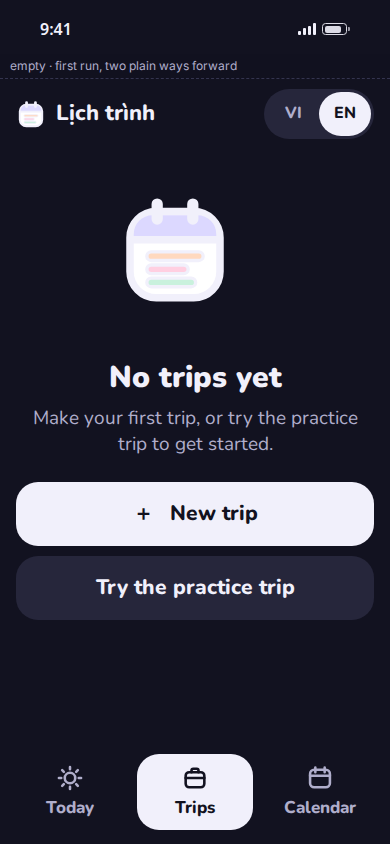 9:41
empty · first run, two plain ways forward
Lịch trình
VI
EN
No trips yet
Make your first trip, or try the practice
trip to get started.
+ New trip
Try the practice trip
Today
Trips
Calendar